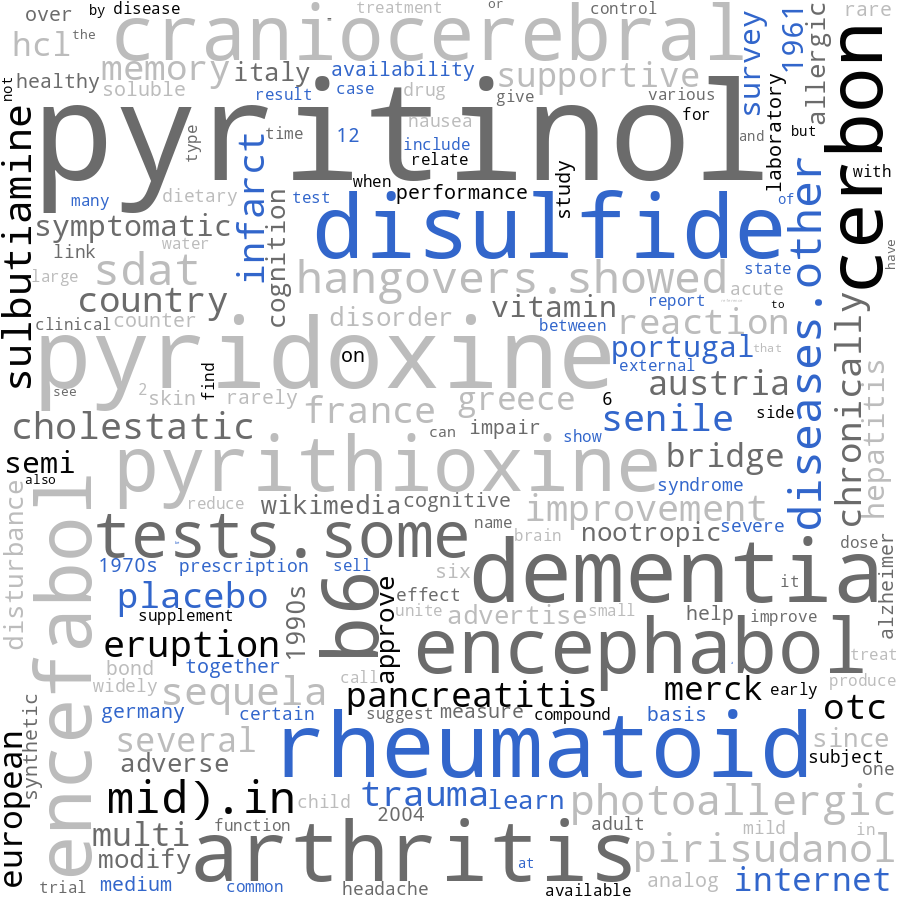 over
by
disease
treatment
or
control
rare
the
hcl
craniocerebral
survey
1961
allergic
cerbon
not
healthy
memory
soluble
italy
availability
result
case
drug
supportive
give
various
for
laboratory
pyritinol
type
time
12
nausea
include
relate
and
but
with
sulbutiamine
many
dietary
infarct
test
when
performance
study
of
diseases.other
symptomatic
link
water
cognition
disulfide
state
have
large
sdat
hangovers.showed
acute
country
vitamin
report
to
clinical
counter
disorder
between
reaction
chronically
pyridoxine
on
portugal
that
external
see
2
skin
find
rarely
austria
hepatitis
france
greece
6
senile
side
cholestatic
can
impair
show
semi
also
pyrithioxine
bridge
syndrome
disturbance
encefabol
reduce
wikimedia
cognitive
improvement
tests.some
name
brain
nootropic
severe
dose
alzheimer
1970s
prescription
sell
six
dementia
it
placebo
supplement
1990s
b6
approve
effect
unite
advertise
small
help
improve
eruption
encephabol
bond
together
treat
widely
sequela
call
pancreatitis
merck
early
produce
germany
certain
suggest
measure
compound
basis
otc
synthetic
european
several
adverse
rheumatoid
since
subject
one
mid).in
child
trauma
learn
2004
photoallergic
multi
function
adult
mild
in
modify
arthritis
pirisudanol
at
trial
medium
common
headache
available
analog
internet